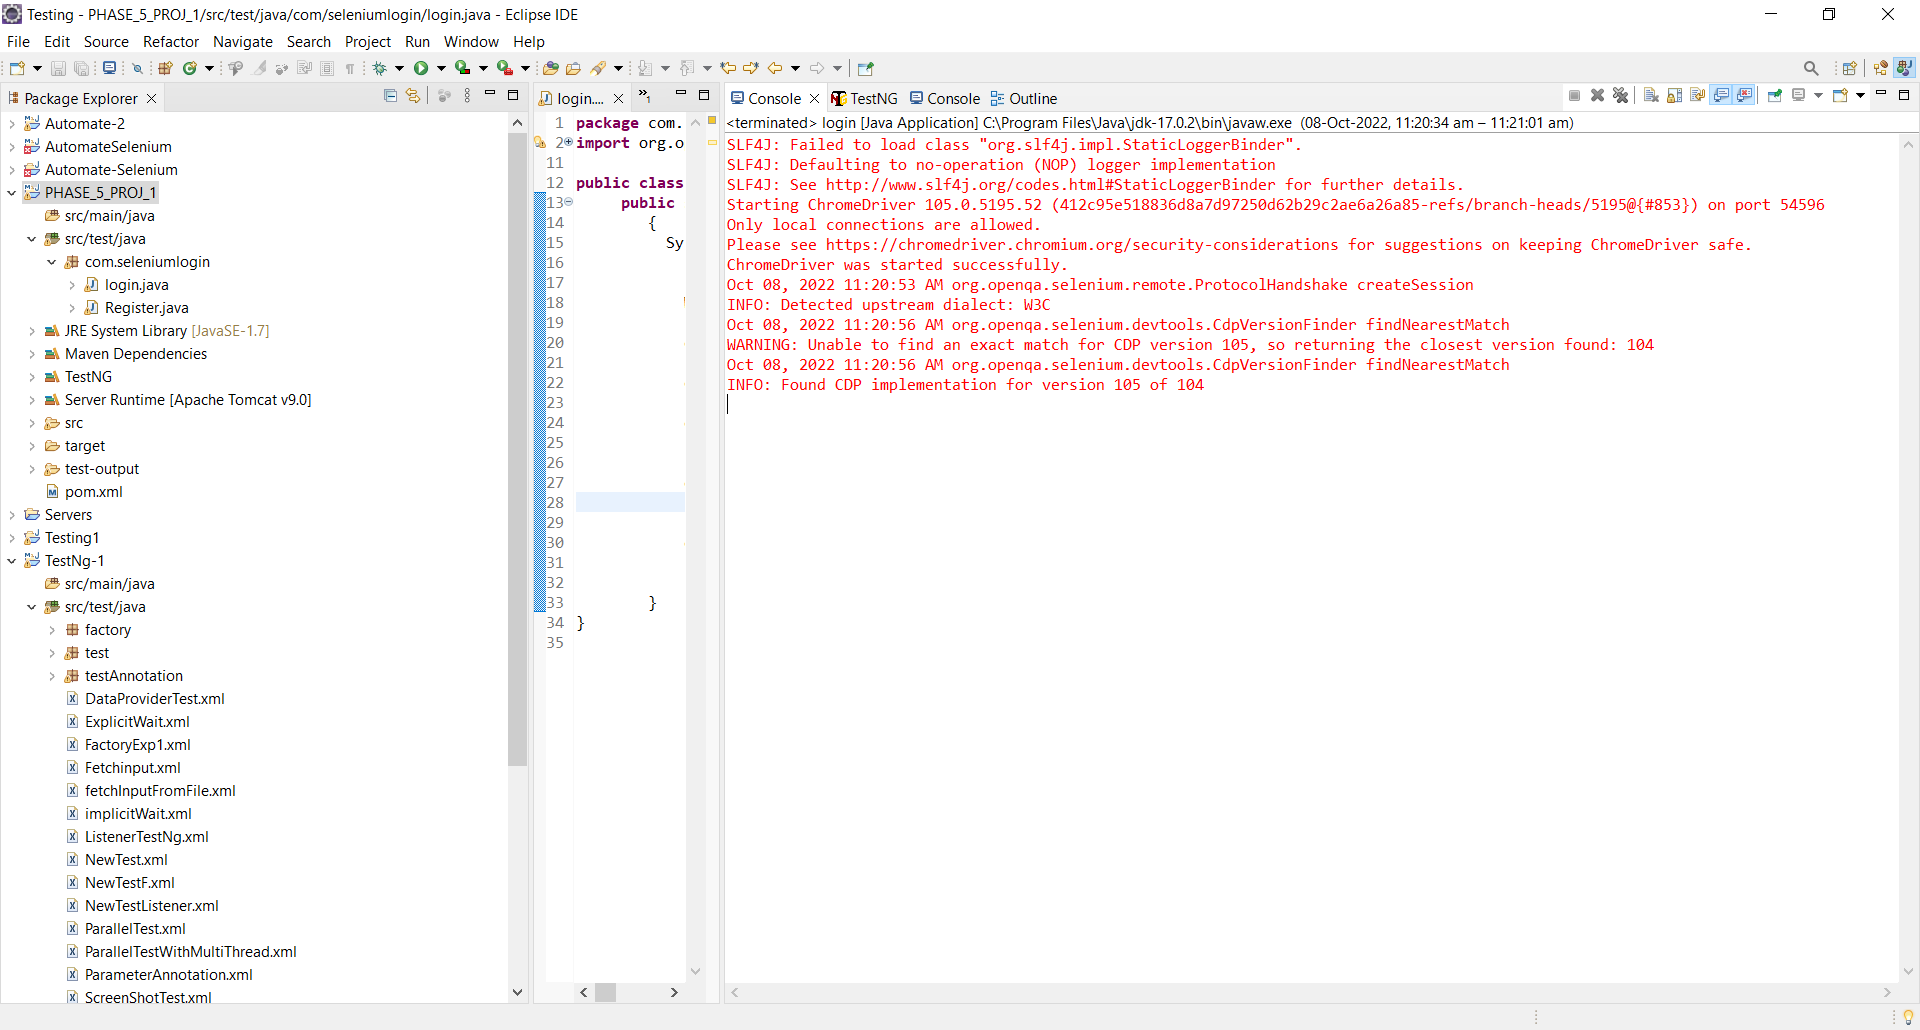 Testing - PHASE_5_PROJ_1/src/test/java/com/seleniumlogin/login.java - Eclipse IDE
File Edit Source Refactor Navigate Search Project Run Window Help
Package Explorer
Automate-2
AutomateSelenium
Automate-Selenium
PHASE_5_PROJ_1
src/main/java
src/test/java
com.seleniumlogin
login.java
Register.java
JRE System Library [JavaSE-1.7]
Maven Dependencies
TestNG
Server Runtime [Apache Tomcat v9.0]
src
target
test-output
pom.xml
Servers
Testing1
TestNg-1
src/main/java
src/test/java
factory
test
testAnnotation
DataProviderTest.xml
ExplicitWait.xml
FactoryExp1.xml
Fetchinput.xml
fetchInputFromFile.xml
implicitWait.xml
ListenerTestNg.xml
NewTest.xml
NewTestF.xml
NewTestListener.xml
ParallelTest.xml
ParallelTestWithMultiThread.xml
ParameterAnnotation.xml
ScreenShotTest.xml
login.... 1
1 package com.
2 import org.o
11
12 public class
13 public
14 {
15 Sy
16
17
18
19
20
21
22
23
24
25
26
27
28
29
30
31
32
33 }
34 }
35
Console TestNG Console Outline
<terminated> login [Java Application] C:\Program Files\Java\jdk-17.0.2\bin\javaw.exe (08-Oct-2022, 11:20:34 am – 11:21:01 am)
SLF4J: Failed to load class "org.slf4j.impl.StaticLoggerBinder".
SLF4J: Defaulting to no-operation (NOP) logger implementation
SLF4J: See http://www.slf4j.org/codes.html#StaticLoggerBinder for further details.
Starting ChromeDriver 105.0.5195.52 (412c95e518836d8a7d97250d62b29c2ae6a26a85-refs/branch-heads/5195@{#853}) on port 54596
Only local connections are allowed.
Please see https://chromedriver.chromium.org/security-considerations for suggestions on keeping ChromeDriver safe.
ChromeDriver was started successfully.
Oct 08, 2022 11:20:53 AM org.openqa.selenium.remote.ProtocolHandshake createSession
INFO: Detected upstream dialect: W3C
Oct 08, 2022 11:20:56 AM org.openqa.selenium.devtools.CdpVersionFinder findNearestMatch
WARNING: Unable to find an exact match for CDP version 105, so returning the closest version found: 104
Oct 08, 2022 11:20:56 AM org.openqa.selenium.devtools.CdpVersionFinder findNearestMatch
INFO: Found CDP implementation for version 105 of 104